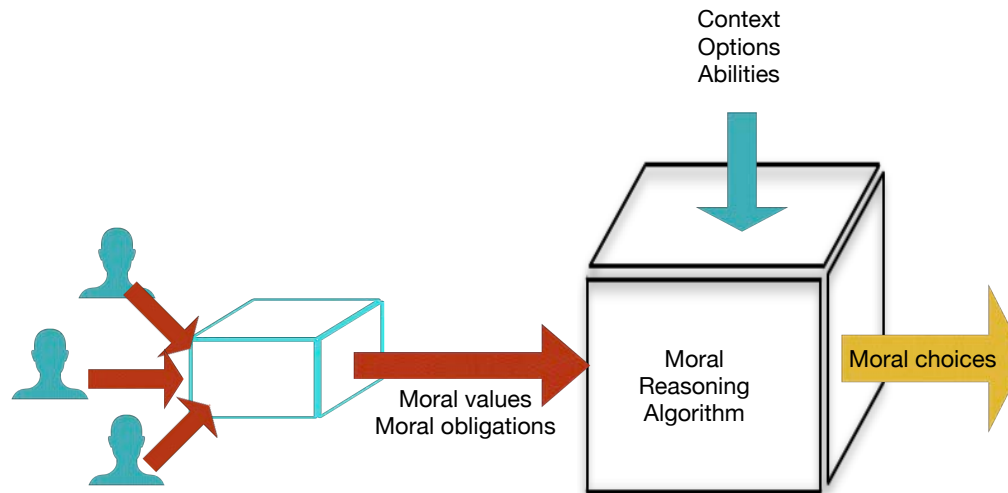 Context
Options
Abilities
Moral values
Moral obligations
Moral
Reasoning
Algorithm
Moral choices